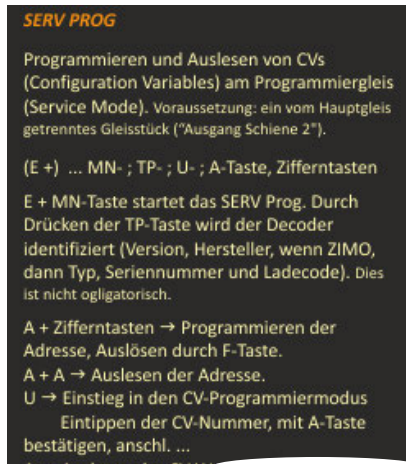 SERV PROG
Programmieren und Auslesen von CVs
(Configuration Variables) am Programmiergleis
(Service Mode). Voraussetzung: ein vom Hauptgleis
getrenntes Gleisstück ("Ausgang Schiene 2").
(E +) ... MN- ; TP- ; U- ; A-Taste, Zifferntasten
E + MN-Taste startet das SERV Prog. Durch
Drücken der TP-Taste wird der Decoder
identifiziert (Version, Hersteller, wenn ZIMO,
dann Typ, Seriennummer und Ladecode). Dies
ist nicht ogligatorisch.
A + Zifferntasten → Programmieren der
Adresse, Auslösen durch F-Taste.
A + A → Auslesen der Adresse.
U → Einstieg in den CV-Programmiermodus
Eintippen der CV-Nummer, mit A-Taste
bestätigen, anschl. ...